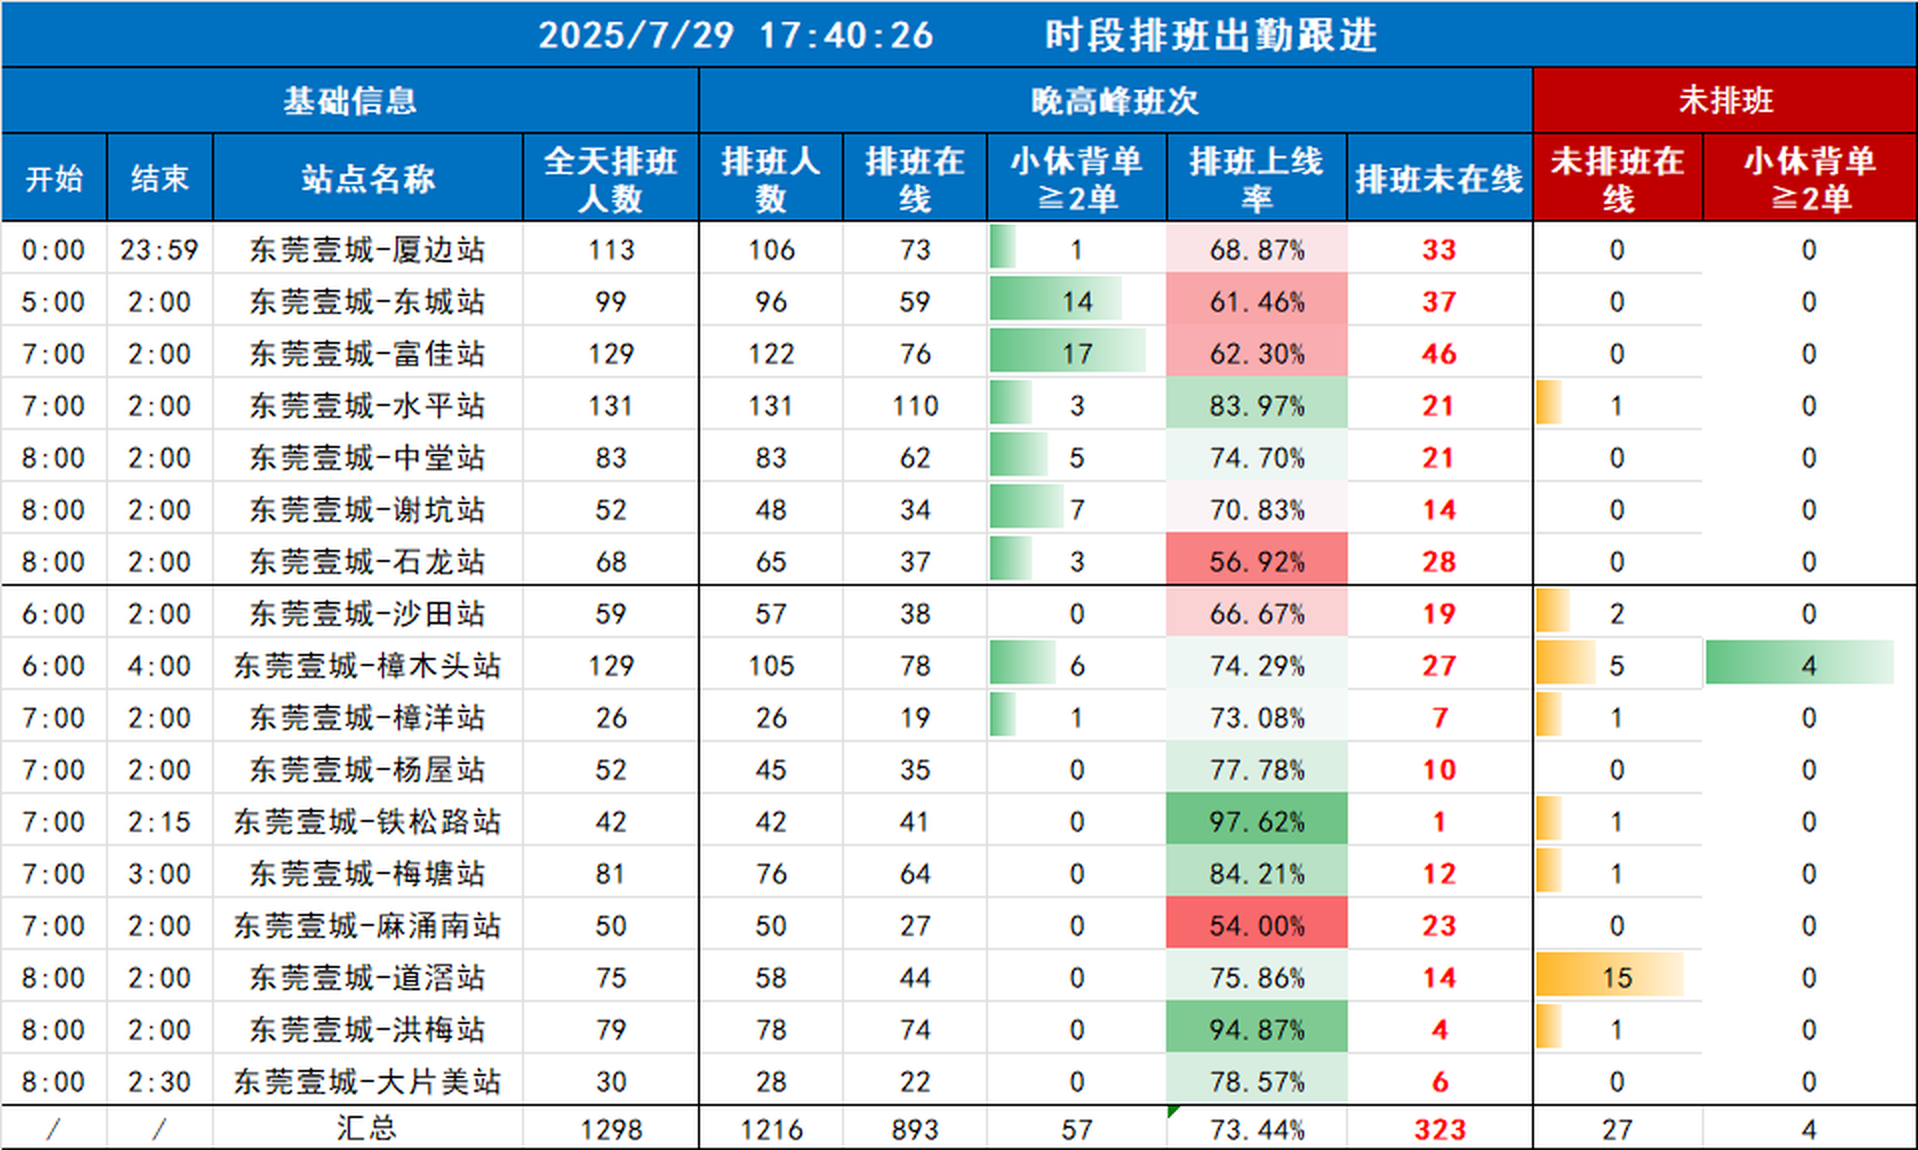 2025/7/29 17:40:26 时段排班出勤跟进
基础信息 晚高峰班次 未排班
开始 结束 站点名称 全天排班人数 排班人数 排班在线 小休背单≧2单 排班上线率 排班未在线 未排班在线 小休背单≧2单
0:00 23:59 东莞壹城-厦边站 113 106 73 1 68.87% 33 0 0
5:00 2:00 东莞壹城-东城站 99 96 59 14 61.46% 37 0 0
7:00 2:00 东莞壹城-富佳站 129 122 76 17 62.30% 46 0 0
7:00 2:00 东莞壹城-水平站 131 131 110 3 83.97% 21 1 0
8:00 2:00 东莞壹城-中堂站 83 83 62 5 74.70% 21 0 0
8:00 2:00 东莞壹城-谢坑站 52 48 34 7 70.83% 14 0 0
8:00 2:00 东莞壹城-石龙站 68 65 37 3 56.92% 28 0 0
6:00 2:00 东莞壹城-沙田站 59 57 38 0 66.67% 19 2 0
6:00 4:00 东莞壹城-樟木头站 129 105 78 6 74.29% 27 5 4
7:00 2:00 东莞壹城-樟洋站 26 26 19 1 73.08% 7 1 0
7:00 2:00 东莞壹城-杨屋站 52 45 35 0 77.78% 10 0 0
7:00 2:15 东莞壹城-铁松路站 42 42 41 0 97.62% 1 1 0
7:00 3:00 东莞壹城-梅塘站 81 76 64 0 84.21% 12 1 0
7:00 2:00 东莞壹城-麻涌南站 50 50 27 0 54.00% 23 0 0
8:00 2:00 东莞壹城-道滘站 75 58 44 0 75.86% 14 15 0
8:00 2:00 东莞壹城-洪梅站 79 78 74 0 94.87% 4 1 0
8:00 2:30 东莞壹城-大片美站 30 28 22 0 78.57% 6 0 0
/ / 汇总 1298 1216 893 57 73.44% 323 27 4